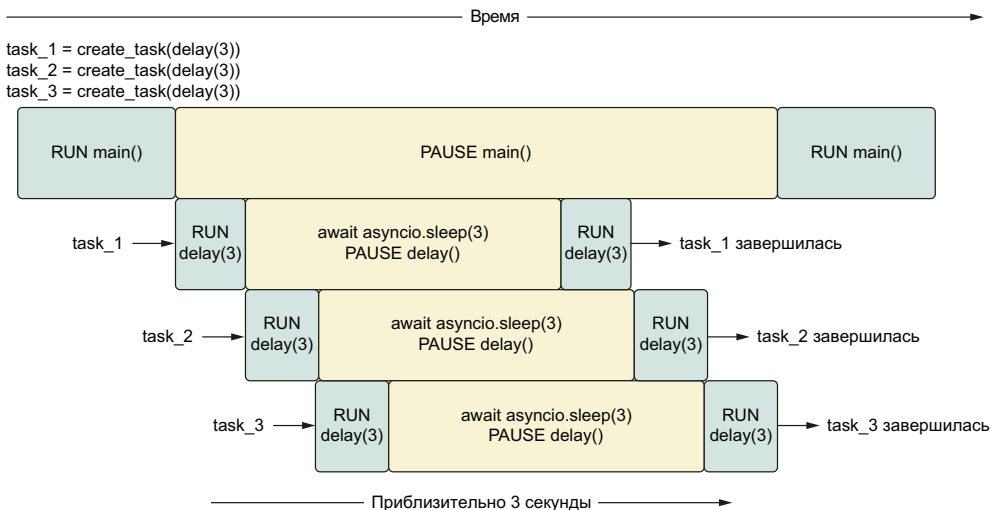 Время
task_1 = create_task(delay(3))
task_2 = create_task(delay(3))
task_3 = create_task(delay(3))
RUN main()
PAUSE main()
RUN main()
task_1
RUN
delay(3)
await asyncio.sleep(3)
PAUSE delay()
RUN
delay(3)
task_1 завершилась
task_2
RUN
delay(3)
await asyncio.sleep(3)
PAUSE delay()
RUN
delay(3)
task_2 завершилась
task_3
RUN
delay(3)
await asyncio.sleep(3)
PAUSE delay()
RUN
delay(3)
task_3 завершилась
Приблизительно 3 секунды